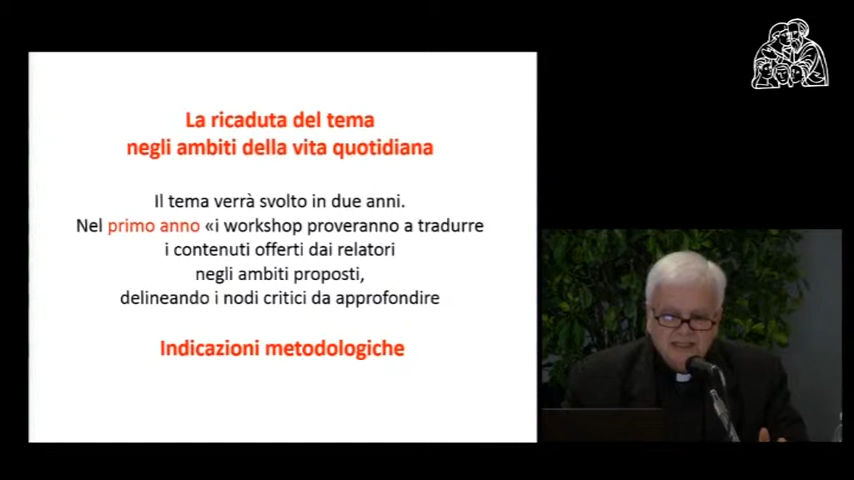 La ricaduta del tema
negli ambiti della vita quotidiana
Il tema verrà svolto in due anni.
Nel primo anno «i workshop proveranno a tradurre
i contenuti offerti dai relatori
negli ambiti proposti,
delineando i nodi critici da approfondire
Indicazioni metodologiche